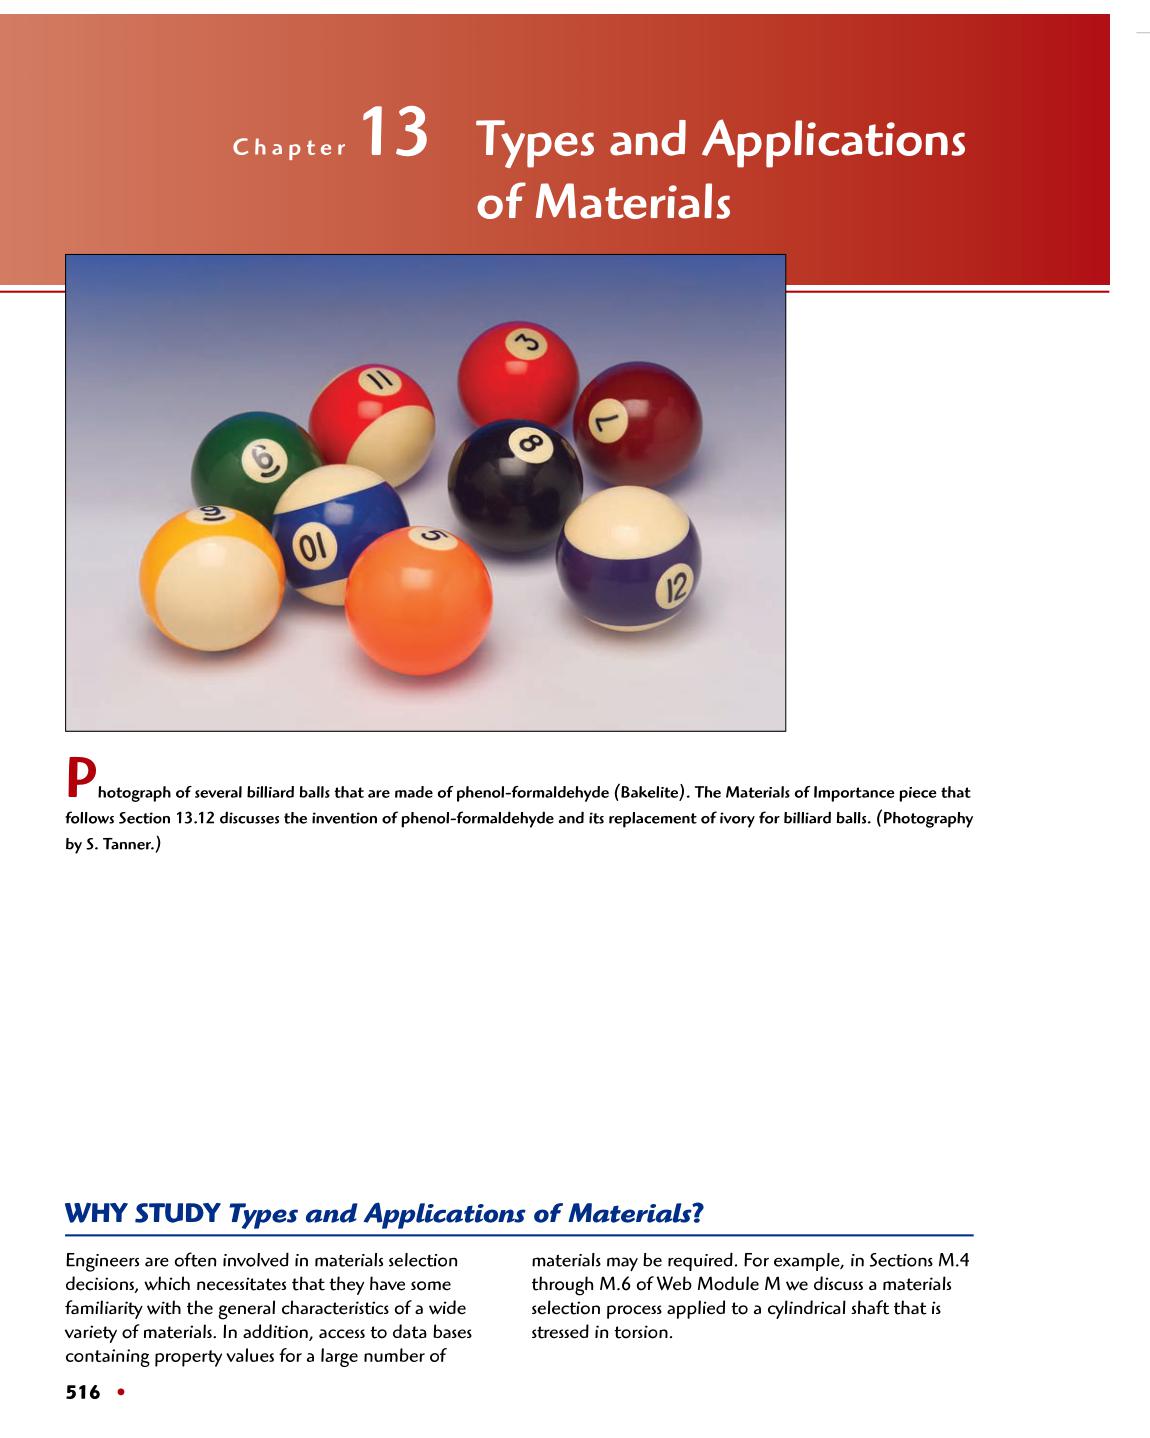 Chapter 13 Types and Applications
of Materials
3
11
7
8
6
9
10
5
12
Photograph of several billiard balls that are made of phenol-formaldehyde (Bakelite). The Materials of Importance piece that
follows Section 13.12 discusses the invention of phenol-formaldehyde and its replacement of ivory for billiard balls. (Photography
by S. Tanner.)
WHY STUDY Types and Applications of Materials?
Engineers are often involved in materials selection
decisions, which necessitates that they have some
familiarity with the general characteristics of a wide
variety of materials. In addition, access to data bases
containing property values for a large number of
materials may be required. For example, in Sections M.4
through M.6 of Web Module M we discuss a materials
selection process applied to a cylindrical shaft that is
stressed in torsion.
516 •